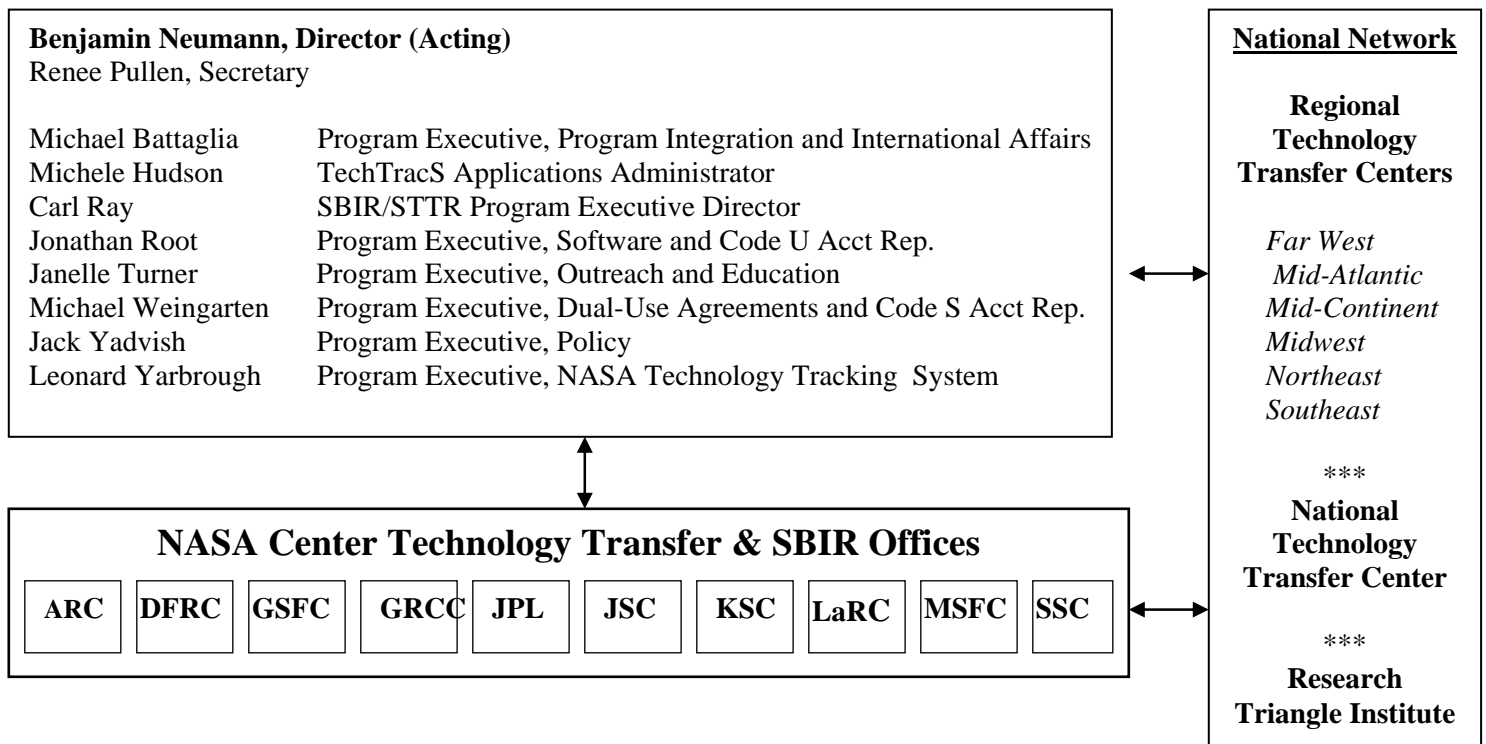 Benjamin Neumann, Director (Acting)
Renee Pullen, Secretary
Michael Battaglia Program Executive, Program Integration and International Affairs
Michele Hudson TechTracS Applications Administrator
Carl Ray SBIR/STTR Program Executive Director
Jonathan Root Program Executive, Software and Code U Acct Rep.
Janelle Turner Program Executive, Outreach and Education
Michael Weingarten Program Executive, Dual-Use Agreements and Code S Acct Rep.
Jack Yadvish Program Executive, Policy
Leonard Yarbrough Program Executive, NASA Technology Tracking System
NASA Center Technology Transfer & SBIR Offices
ARC DFRC GSFC GRCC JPL JSC KSC LaRC MSFC SSC
National Network
Regional
Technology
Transfer Centers
Far West
Mid-Atlantic
Mid-Continent
Midwest
Northeast
Southeast
***
National
Technology
Transfer Center
***
Research
Triangle Institute